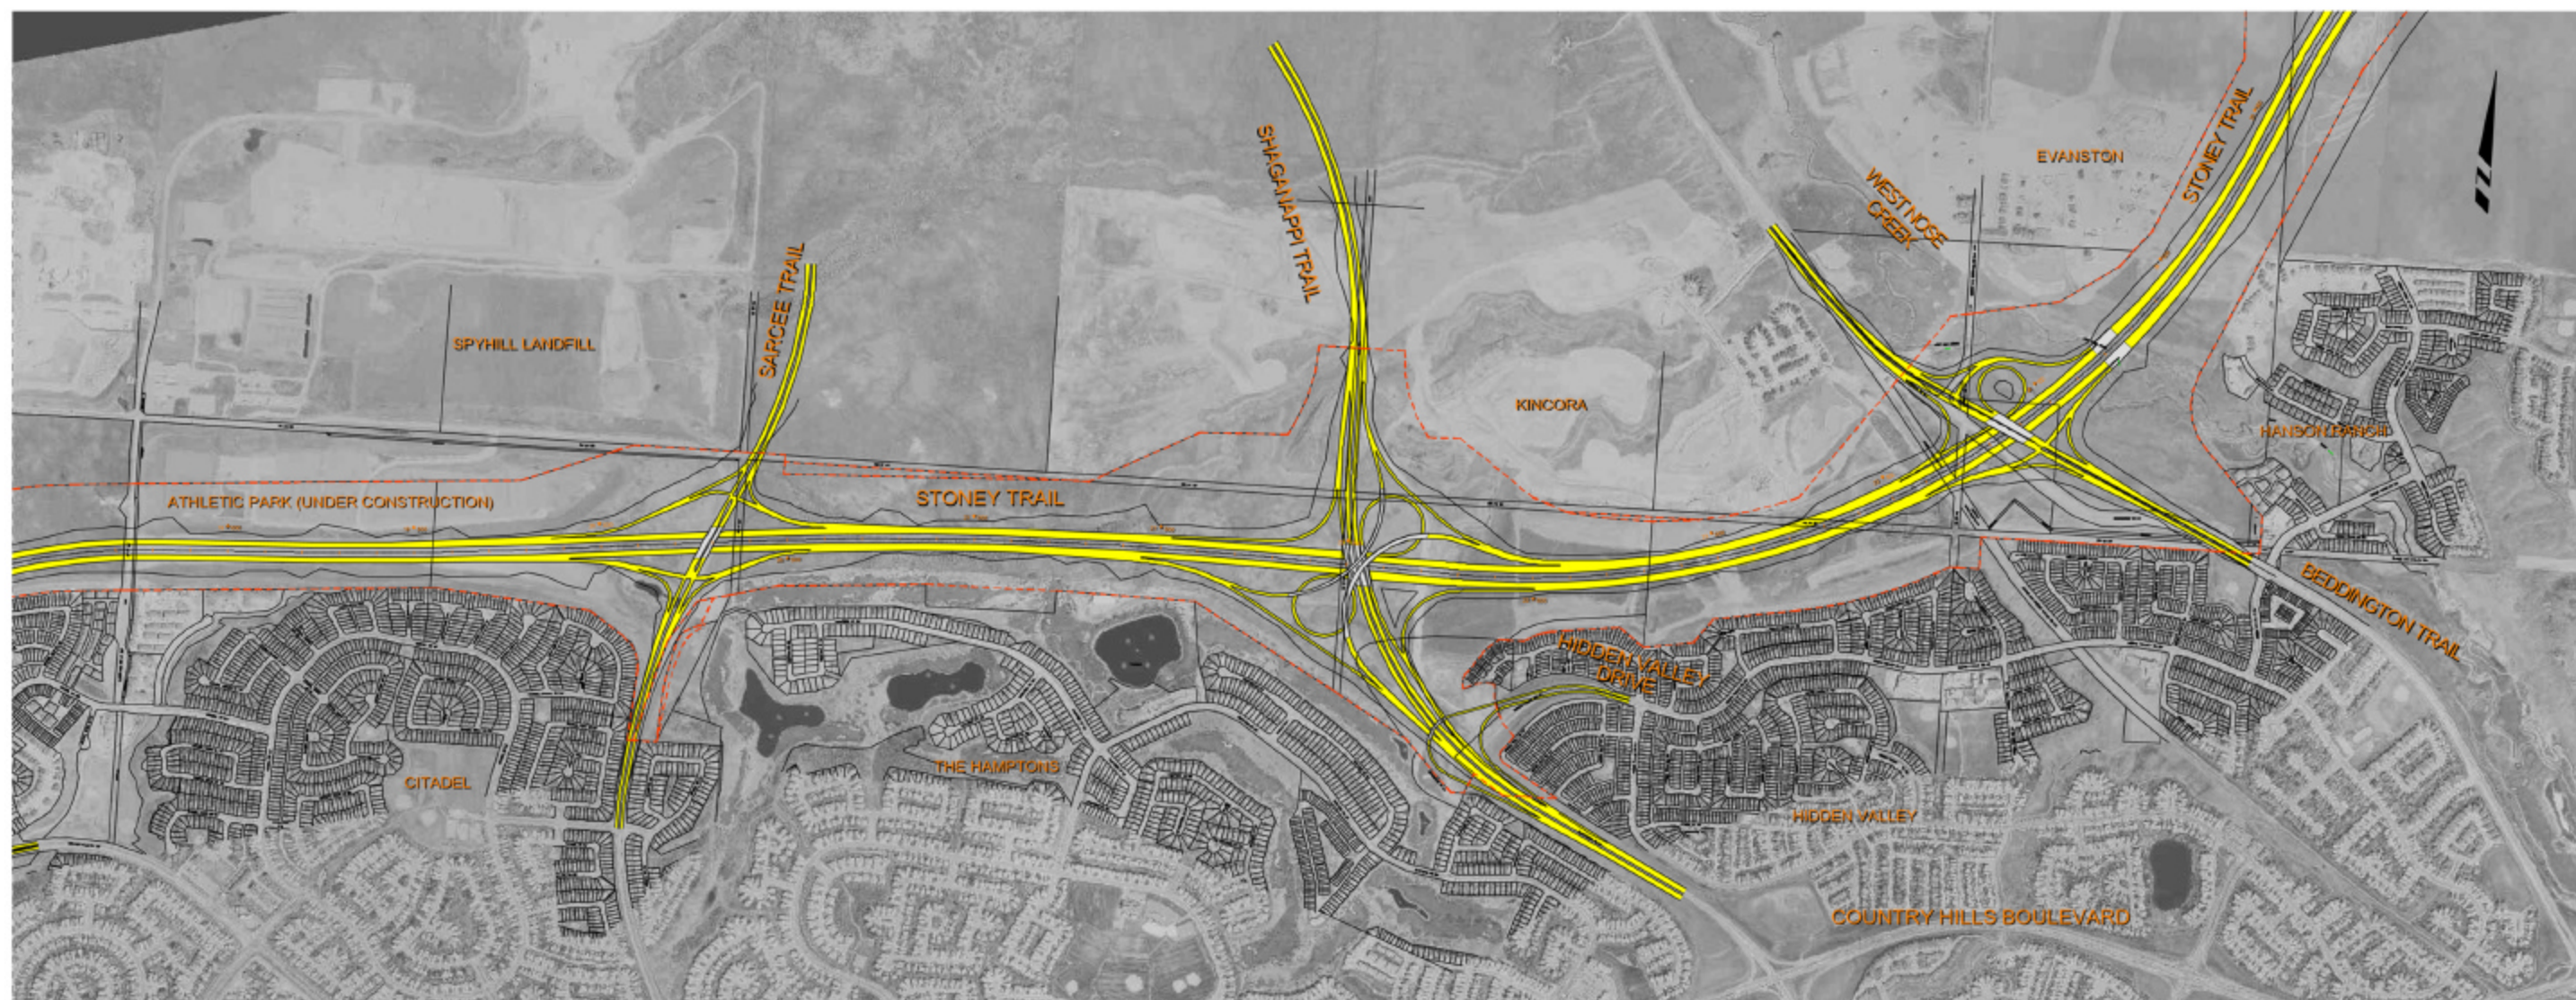 EVANSTON
STONEY TRAIL
WEST NOSE
CREEK
SHAGANAPPI TRAIL
SARCEE TRAIL
SPYHILL LANDFILL
KINCORA
HANSON RANCH
ATHLETIC PARK (UNDER CONSTRUCTION)
STONEY TRAIL
BEDDINGTON TRAIL
HIDDEN VALLEY
DRIVE
THE HAMPTONS
CITADEL
HIDDEN VALLEY
COUNTRY HILLS BOULEVARD